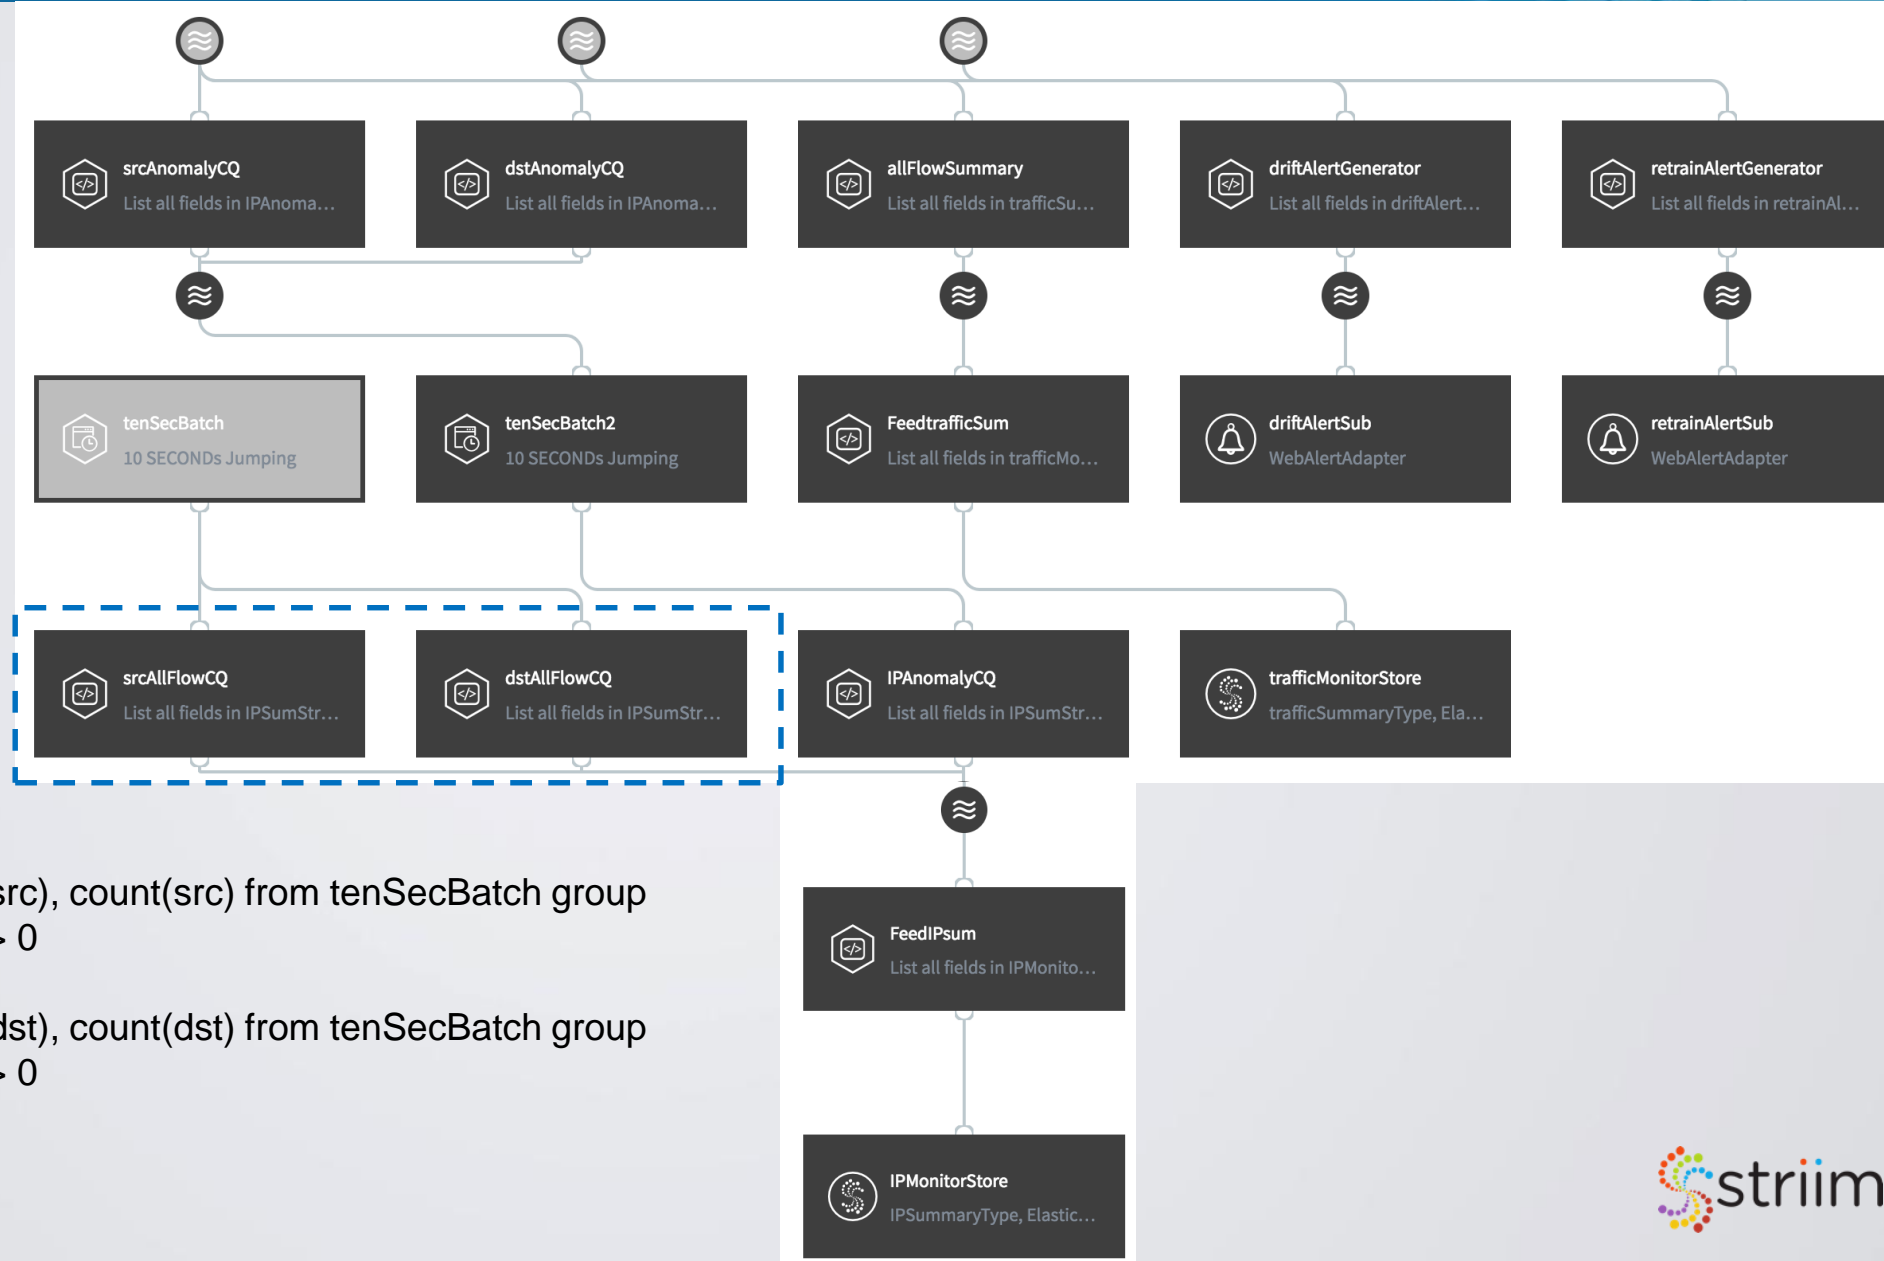 srcAnomalyCQ
List all fields in IPAnoma...
dstAnomalyCQ
List all fields in IPAnoma...
allFlowSummary
List all fields in trafficSu...
driftAlertGenerator
List all fields in driftAlert...
retrainAlertGenerator
List all fields in retrainAl...
tenSecBatch
10 SECONDs Jumping
tenSecBatch2
10 SECONDs Jumping
FeedtrafficSum
List all fields in trafficMo...
driftAlertSub
WebAlertAdapter
retrainAlertSub
WebAlertAdapter
srcAllFlowCQ
List all fields in IPSumStr...
dstAllFlowCQ
List all fields in IPSumStr...
IPAnomalyCQ
List all fields in IPSumStr...
trafficMonitorStore
trafficSummaryType, Ela...
src), count(src) from tenSecBatch group
> 0
dst), count(dst) from tenSecBatch group
> 0
FeedIPsum
List all fields in IPMonito...
IPMonitorStore
IPSummaryType, Elastic...
striim